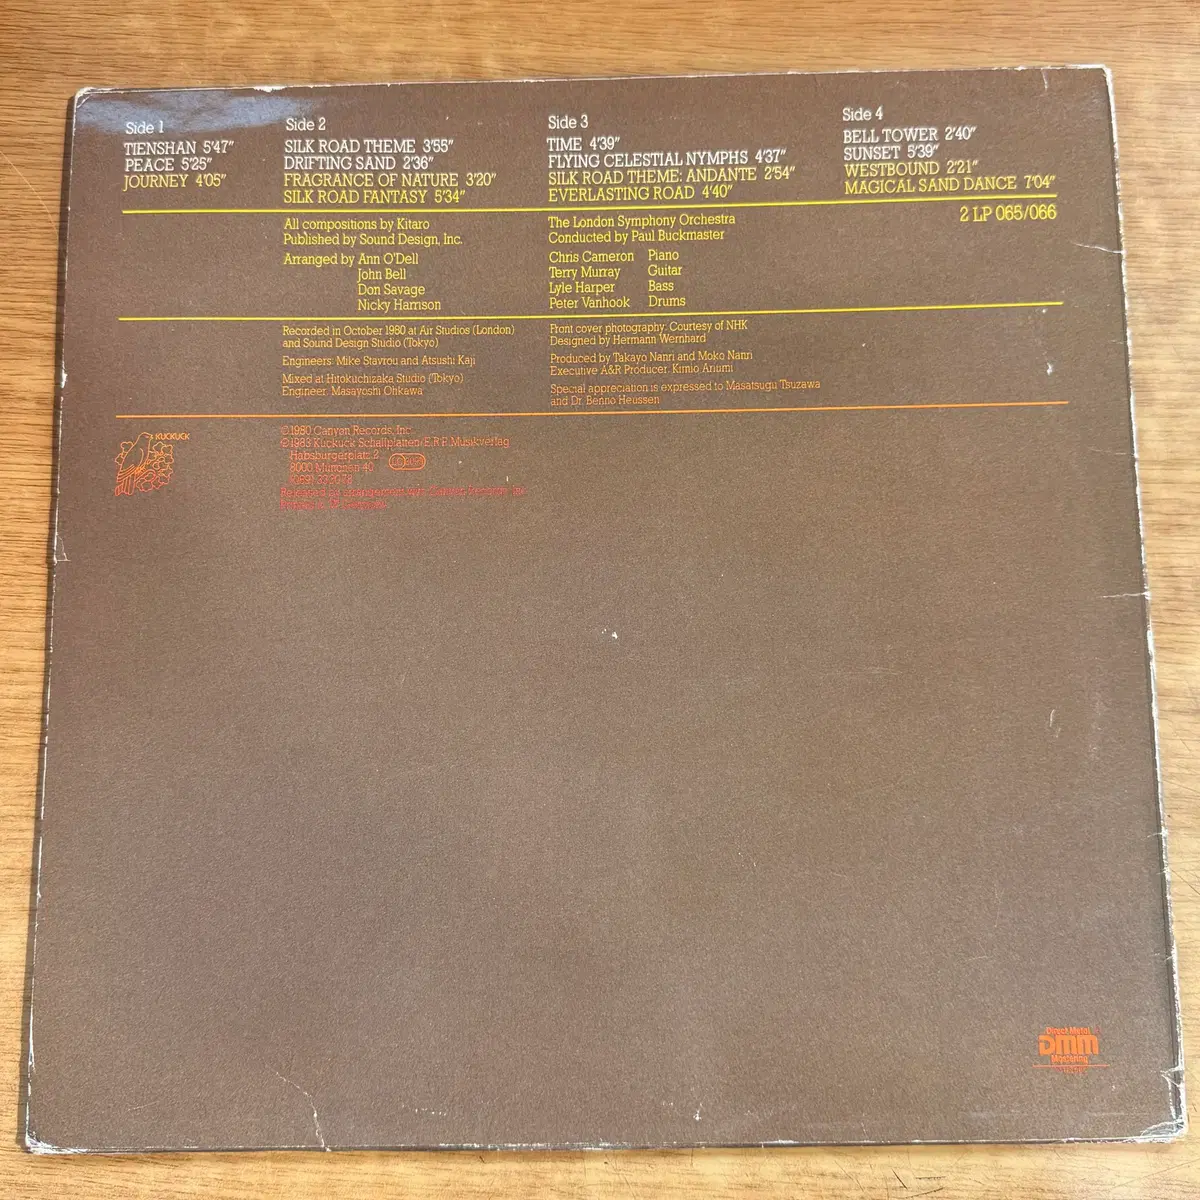 Side 1
TIENSHAN 5'47"
PEACE 5'25"
JOURNEY 4'05"
Side 2
SILK ROAD THEME 3'55"
DRIFTING SAND 2'36"
FRAGRANCE OF NATURE 3'20"
SILK ROAD FANTASY 5'34"
Side 3
TIME 4'39"
FLYING CELESTIAL NYMPHS 4'37"
SILK ROAD THEME: ANDANTE 2'54"
EVERLASTING ROAD 4'40"
Side 4
BELL TOWER 2'40"
SUNSET 5'39"
WESTBOUND 2'21"
MAGICAL SAND DANCE 7'04"
2 LP 065/066
All compositions by Kitaro
Published by Sound Design, Inc.
Arranged by Ann O'Dell
John Bell
Don Savage
Nicky Harrison
The London Symphony Orchestra
Conducted by Paul Buckmaster
Chris Cameron Piano
Terry Murray Guitar
Lyle Harper Bass
Peter Vanhook Drums
Recorded in October 1980 at Air Studios (London)
and Sound Design Studio (Tokyo)
Engineers: Mike Stavrou and Atsushi Kaji
Mixed at Hitokuchizaka Studio (Tokyo)
Engineer: Masayoshi Ohkawa
Front cover photography: Courtesy of NHK
Designed by Hermann Wernhard
Produced by Takayo Nanri and Moko Nanri
Executive A&R Producer: Kimio Ariumi
Special appreciation is expressed to Masatsugu Tsuzawa
and Dr. Benno Heussen
KUCKUCK
©1980 Canyon Records, Inc.
©1983 Kuckuck Schallplatten/E.R.P. Musikverlag
Habsburgerplatz 2
8000 München 40
Released by arrangement with Canyon Records, Inc.
Direct Metal
DMM
Mastering